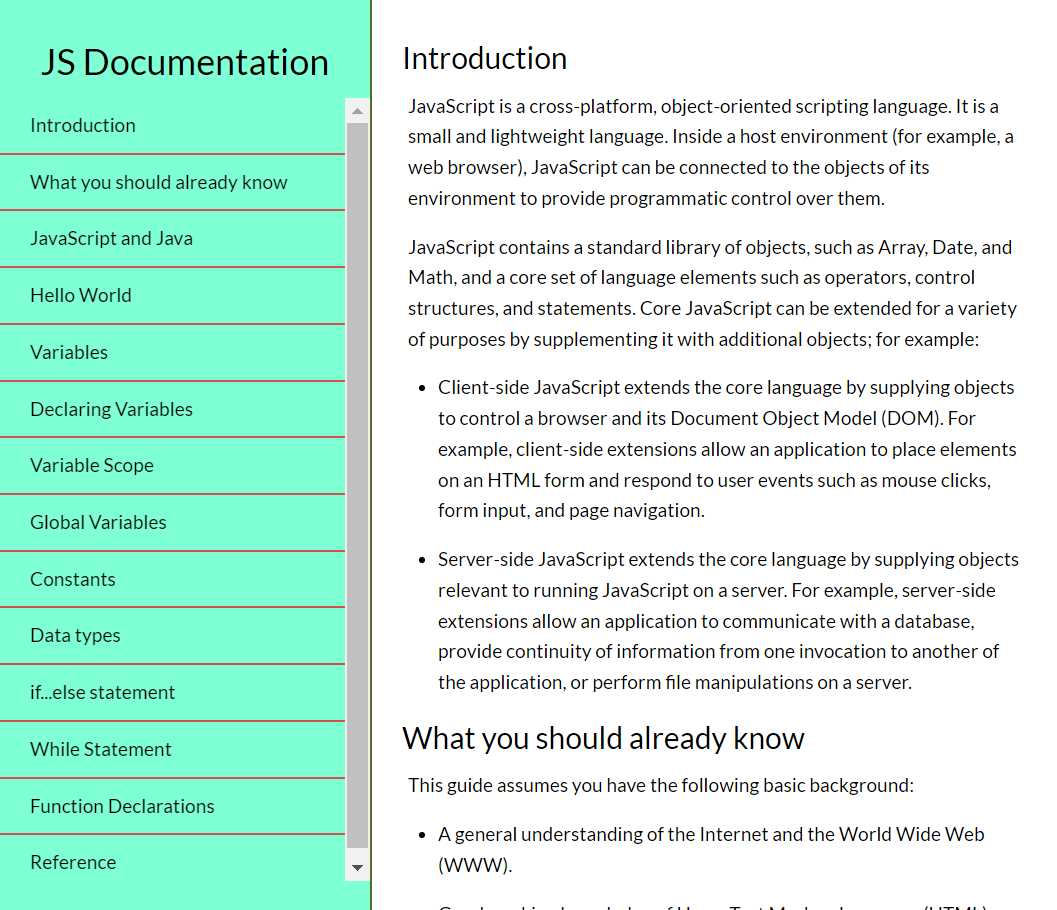 JS Documentation
Introduction
What you should already know
JavaScript and Java
Hello World
Variables
Declaring Variables
Variable Scope
Global Variables
Constants
Data types
if...else statement
While Statement
Function Declarations
Reference
Introduction
JavaScript is a cross-platform, object-oriented scripting language. It is a
small and lightweight language. Inside a host environment (for example, a
web browser), JavaScript can be connected to the objects of its
environment to provide programmatic control over them.
JavaScript contains a standard library of objects, such as Array, Date, and
Math, and a core set of language elements such as operators, control
structures, and statements. Core JavaScript can be extended for a variety
of purposes by supplementing it with additional objects; for example:
• Client-side JavaScript extends the core language by supplying objects
to control a browser and its Document Object Model (DOM). For
example, client-side extensions allow an application to place elements
on an HTML form and respond to user events such as mouse clicks,
form input, and page navigation.
• Server-side JavaScript extends the core language by supplying objects
relevant to running JavaScript on a server. For example, server-side
extensions allow an application to communicate with a database,
provide continuity of information from one invocation to another of
the application, or perform file manipulations on a server.
What you should already know
This guide assumes you have the following basic background:
• A general understanding of the Internet and the World Wide Web
(WWW).